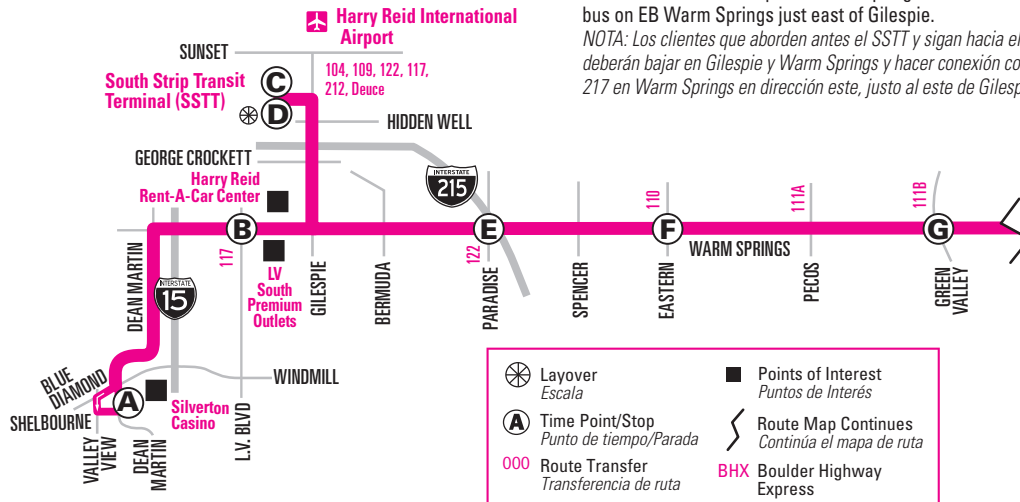 Harry Reid International
Airport
bus on EB Warm Springs just east of Gilespie.
NOTA: Los clientes que aborden antes el SSTT y sigan hacia el
deberán bajar en Gilespie y Warm Springs y hacer conexión
217 en Warm Springs en dirección este, justo al este de
SUNSET
South Strip Transit
Terminal (SSTT)
C
D
104, 109, 122, 117,
212, Deuce
HIDDEN WELL
GEORGE CROCKETT
Harry Reid
Rent-A-Car Center
INTERSTATE
215
110
111A
111B
B
E
F
G
WARM SPRINGS
117
122
LV
South
Premium
Outlets
DEAN MARTIN
INTERSTATE
15
GILESPIE
BERMUDA
PARADISE
SPENCER
EASTERN
PECOS
GREEN
VALLEY
BLUE
DIAMOND
WINDMILL
A
SHELBOURNE
Silverton
Casino
VALLEY
VIEW
DEAN
MARTIN
L.V. BLVD
Layover
Escala
A Time Point/Stop
Punto de tiempo/Parada
000 Route Transfer
Transferencia de ruta
Points of Interest
Puntos de Interés
Route Map Continues
Continúa el mapa de ruta
BHX Boulder Highway
Express